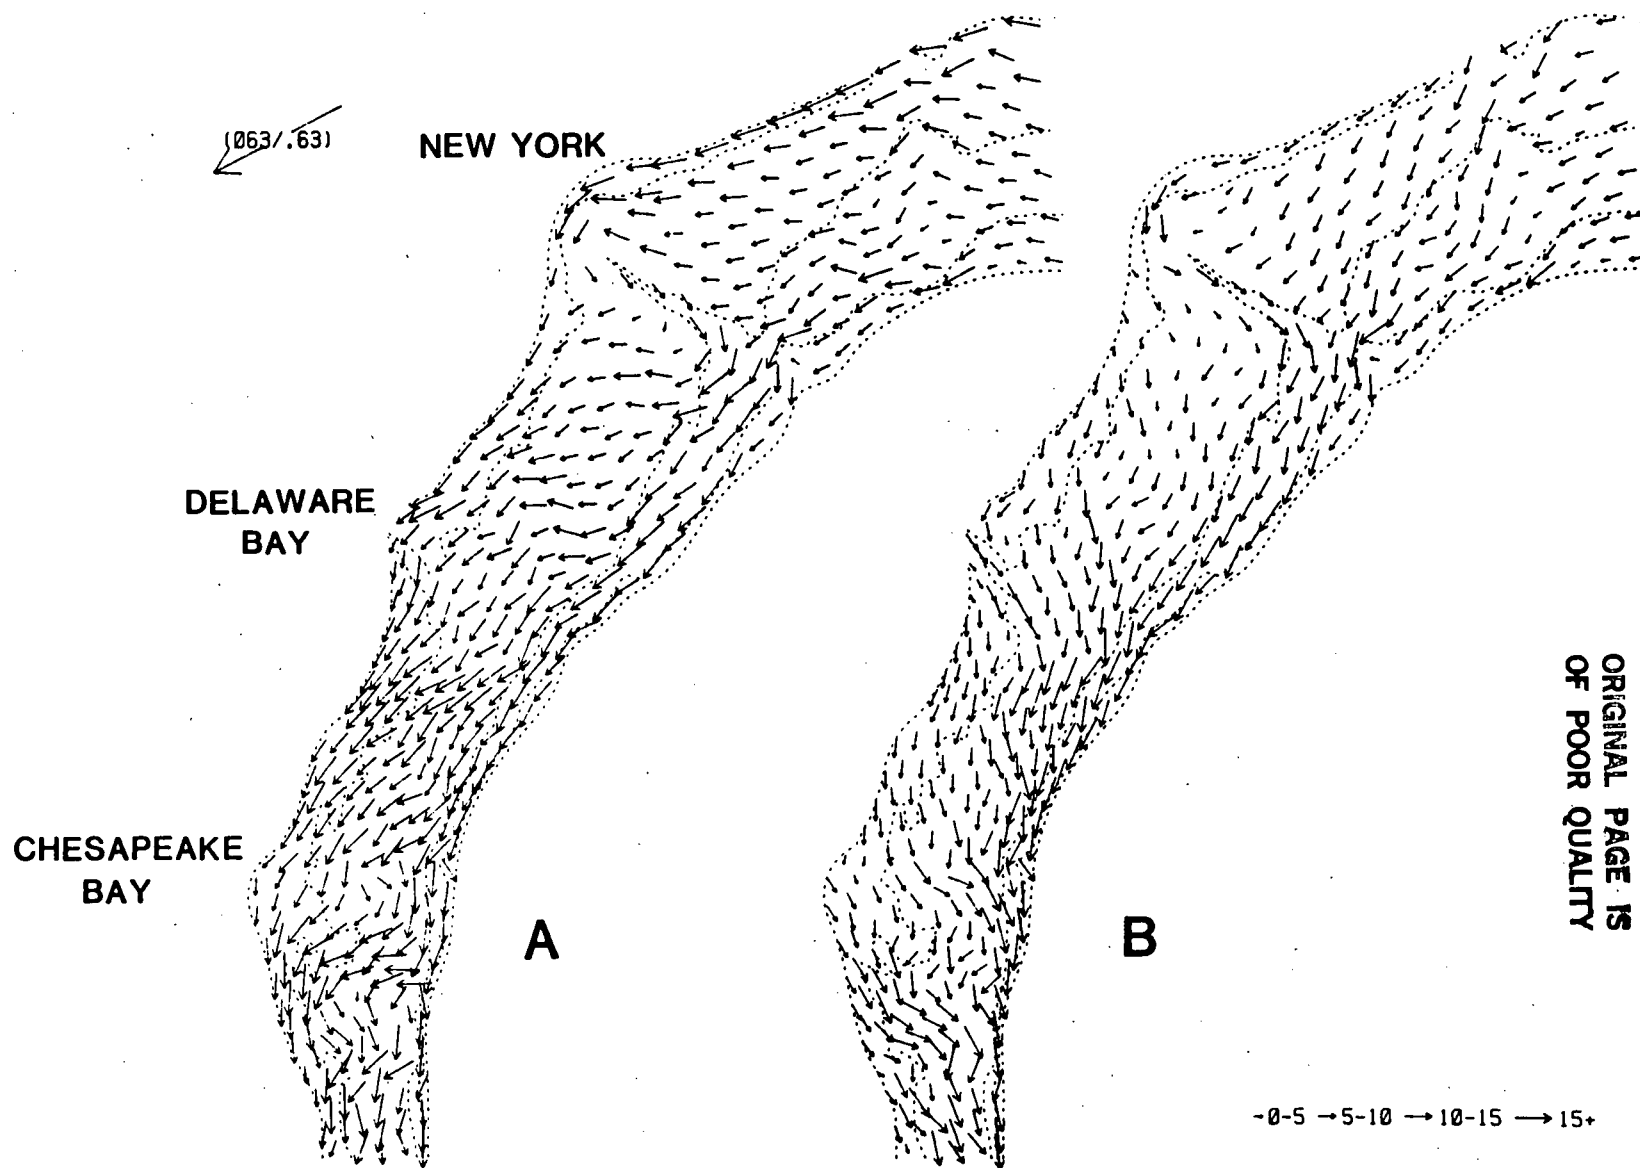 (063/.63)
NEW YORK
DELAWARE
BAY
CHESAPEAKE
BAY
A
B
ORIGINAL PAGE IS
OF POOR QUALITY
0-5 5-10 10-15 15+